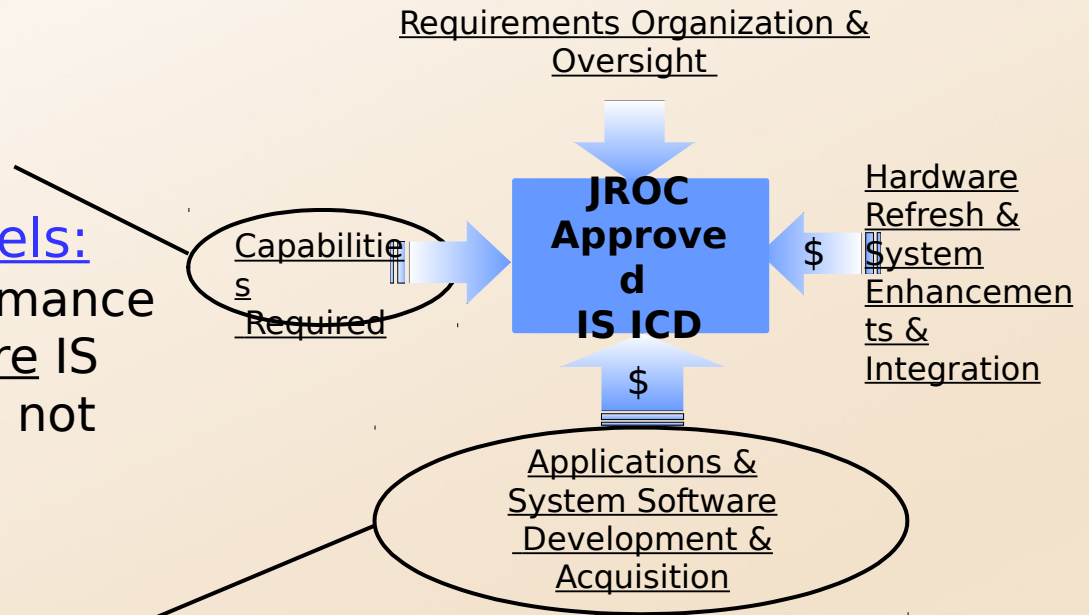 Requirements Organization &
Oversight
els:
mance
re IS
not
Capabilitie
s
Required
JROC
Approve
d
IS ICD
$
Hardware
Refresh &
System
Enhancemen
ts &
Integration
$
Applications &
System Software
Development &
Acquisition